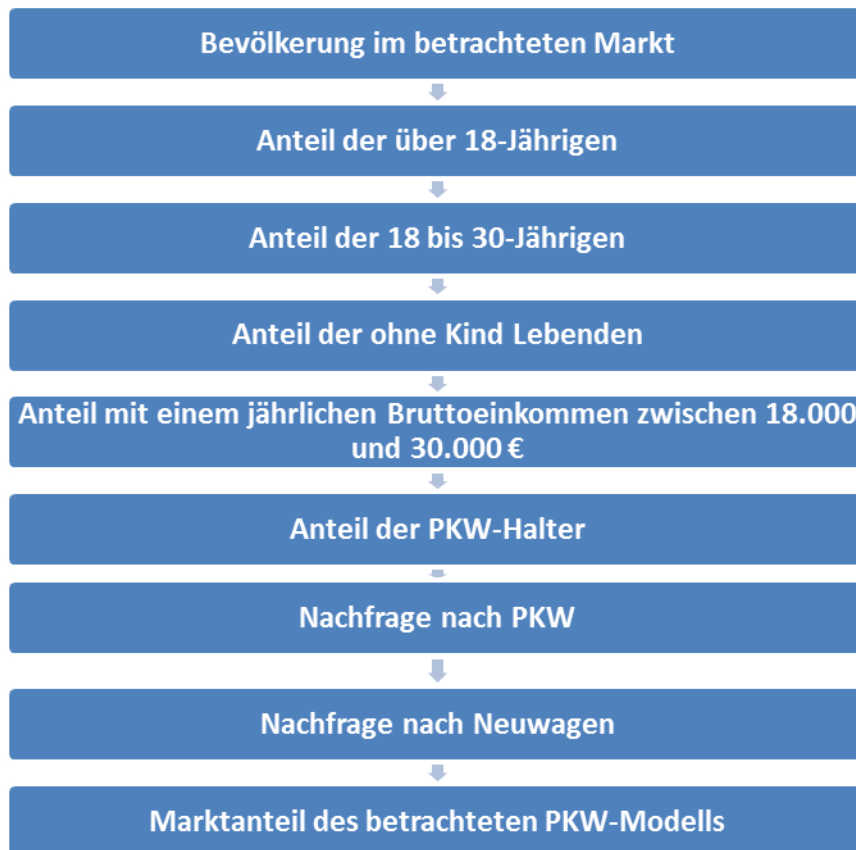 Bevölkerung im betrachteten Markt
Anteil der über 18-Jährigen
Anteil der 18 bis 30-Jährigen
Anteil der ohne Kind Lebenden
Anteil mit einem jährlichen Bruttoeinkommen zwischen 18.000
und 30.000 €
Anteil der PKW-Halter
Nachfrage nach PKW
Nachfrage nach Neuwagen
Marktanteil des betrachteten PKW-Modells